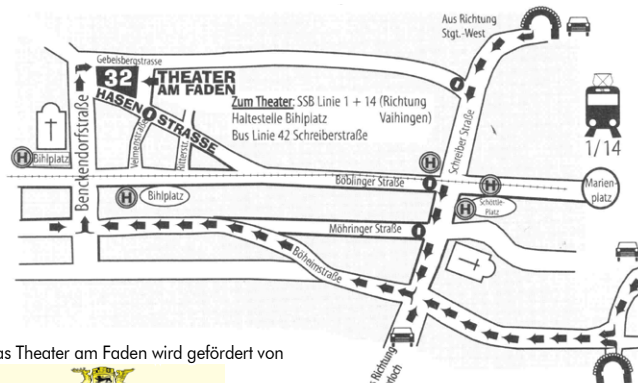 Aus Richtung
Stgt.-West
Gebelsbergstrasse
32
THEATER
AM FADEN
HASENSTRASSE
Zum Theater: SSB Linie 1 + 14 (Richtung
Haltestelle Bihlplatz Vaihingen)
Bus Linie 42 Schreiberstraße
Benckendorfstraße
Ritterstr.
Schreiber Straße
1/14
H
Bihlplatz
H
Bihlplatz
H
Böblinger Straße
H
H
Schöttle-
Platz
Marien-
platz
Möhringer Straße
Böheimstraße
Richtung
as Theater am Faden wird gefördert von